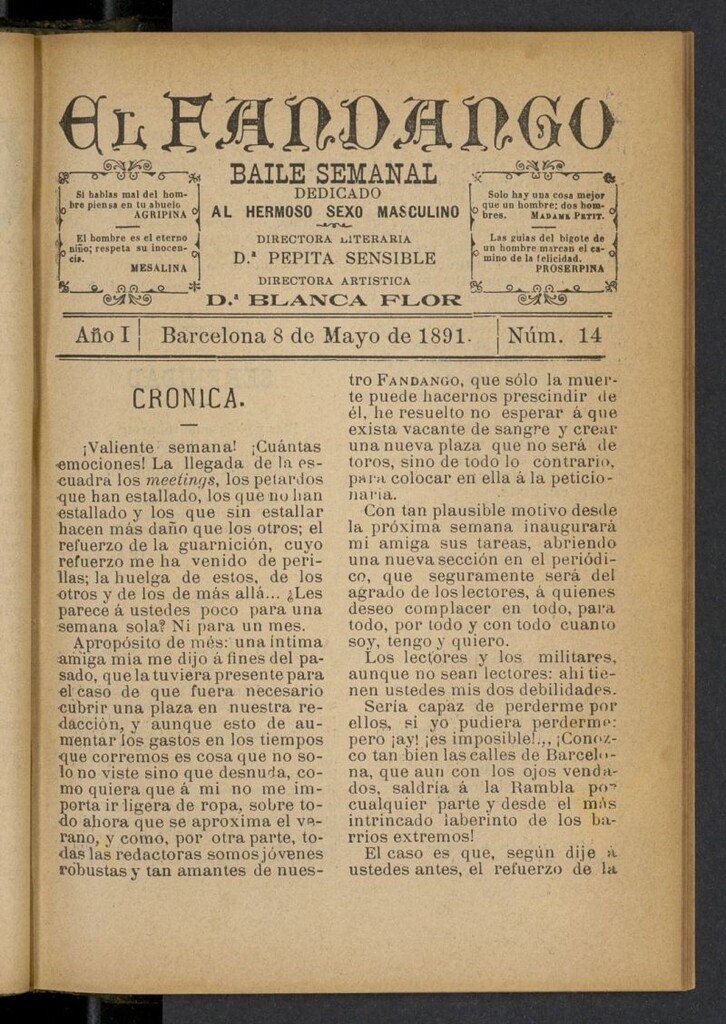 EL FANDANGO
BAILE SEMANAL
DEDICADO
AL HERMOSO SEXO MASCULINO
DIRECTORA LITERARIA
D.ª PEPITA SENSIBLE
DIRECTORA ARTISTICA
D.ª BLANCA FLOR
Si hablas mal del hom-
bre piensa en tu abuelo
AGRIPINA
El hombre es el eterno
niño; respeta su inocen-
cia.
MESALINA
Solo hay una cosa mejor
que un hombre; dos hom-
bres. MADAME PETIT.
Las guias del bigote de
un hombre marcan el ca-
mino de la felicidad.
PROSERPINA
Año I Barcelona 8 de Mayo de 1891. Núm. 14
CRONICA.
¡Valiente semana! ¡Cuántas
emociones! La llegada de la es-
cuadra los meetings, los petardos
que han estallado, los que no han
estallado y los que sin estallar
hacen más daño que los otros; el
refuerzo de la guarnición, cuyo
refuerzo me ha venido de peri-
llas; la huelga de estos, de los
otros y de los de más allá... ¿Les
parece á ustedes poco para una
semana sola? Ni para un mes.
Apropósito de més: una íntima
amiga mia me dijo á fines del pa-
sado, que la tuviera presente para
el caso de que fuera necesario
cubrir una plaza en nuestra re-
dacción, y aunque esto de au-
mentar los gastos en los tiempos
que corremos es cosa que no so-
lo no viste sino que desnuda, co-
mo quiera que á mi no me im-
porta ir ligera de ropa, sobre to-
do ahora que se aproxima el ve-
rano, y como, por otra parte, to-
das las redactoras somos jóvenes
robustas y tan amantes de nues-
tro FANDANGO, que sólo la muer-
te puede hacernos prescindir de
él, he resuelto no esperar á que
exista vacante de sangre y crear
una nueva plaza que no será de
toros, sino de todo lo contrario,
para colocar en ella á la peticio-
naria.
Con tan plausible motivo desde
la próxima semana inaugurará
mi amiga sus tareas, abriendo
una nueva sección en el periódi-
co, que seguramente será del
agrado de los lectores, á quienes
deseo complacer en todo, para
todo, por todo y con todo cuanto
soy, tengo y quiero.
Los lectores y los militares,
aunque no sean lectores: ahi tie-
nen ustedes mis dos debilidades.
Sería capaz de perderme por
ellos, si yo pudiera perderme:
pero ¡ay! ¡es imposible!... ¡Conoz-
co tan bien las calles de Barcelo-
na, que aun con los ojos venda-
dos, saldría á la Rambla por
cualquier parte y desde el más
intrincado laberinto de los ba-
rrios extremos!
El caso es que, según dije á
ustedes antes, el refuerzo de la